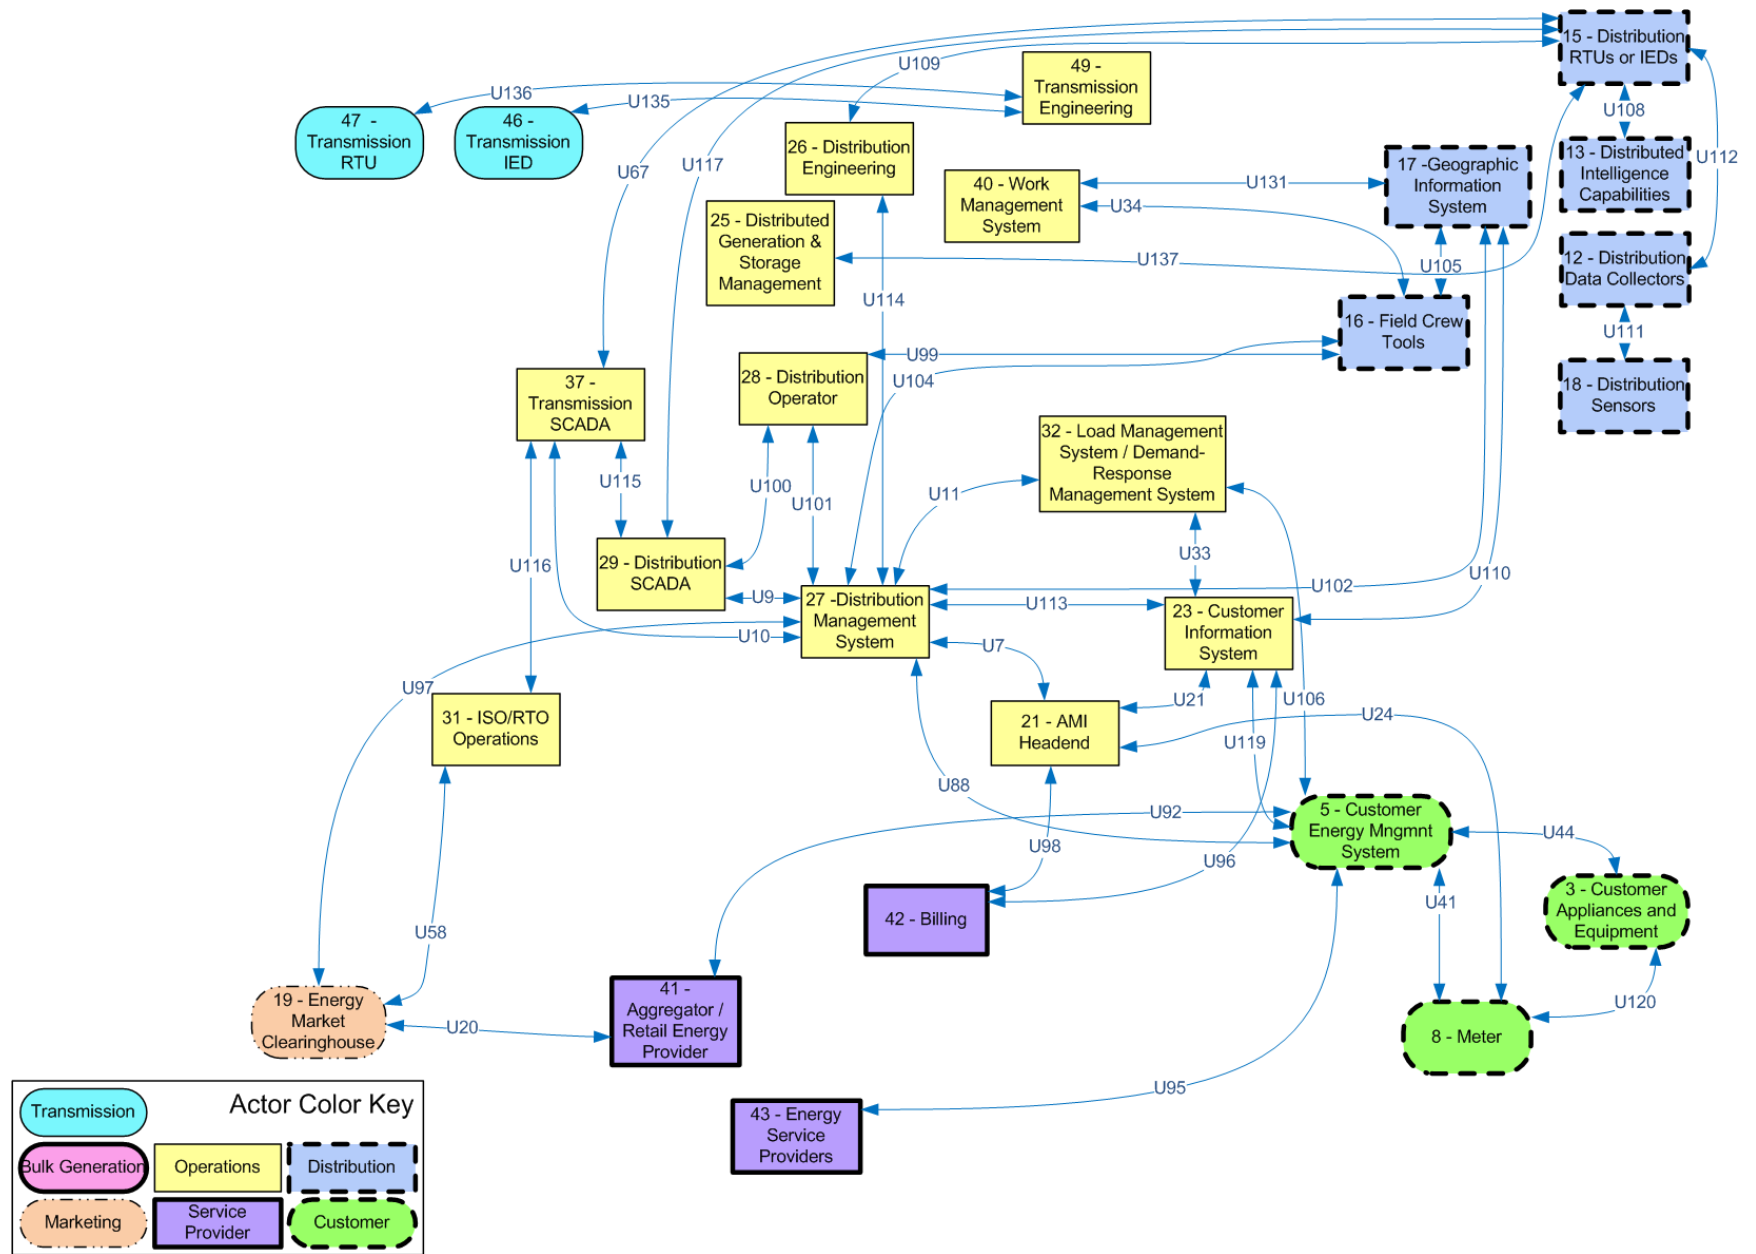 15 - Distribution
RTUs or IEDs
U109
49 -
Transmission
Engineering
U136
U135
U108
47 -
Transmission
RTU
46 -
Transmission
IED
26 - Distribution
Engineering
U67
U117
U112
13 - Distributed
Intelligence
Capabilities
17 -Geographic
Information
System
40 - Work
Management
System
U131
U34
25 - Distributed
Generation &
Storage
Management
U137
U105
12 - Distribution
Data Collectors
U114
16 - Field Crew
Tools
U111
U99
U104
28 - Distribution
Operator
18 - Distribution
Sensors
37 -
Transmission
SCADA
32 - Load Management
System / Demand-
Response
Management System
U115
U100
U101
U11
U116
U33
29 - Distribution
SCADA
U110
U102
U9
27 -Distribution
Management
System
U113
23 - Customer
Information
System
U10
U7
U97
U21
U106
31 - ISO/RTO
Operations
21 - AMI
Headend
U24
U119
U88
U92
5 - Customer
Energy Mngmnt
System
U44
U98
U96
3 - Customer
Appliances and
Equipment
42 - Billing
U41
U58
19 - Energy
Market
Clearinghouse
U20
41 -
Aggregator /
Retail Energy
Provider
U120
8 - Meter
U95
43 - Energy
Service
Providers
Actor Color Key
Transmission
Bulk Generation
Operations
Distribution
Marketing
Service
Provider
Customer